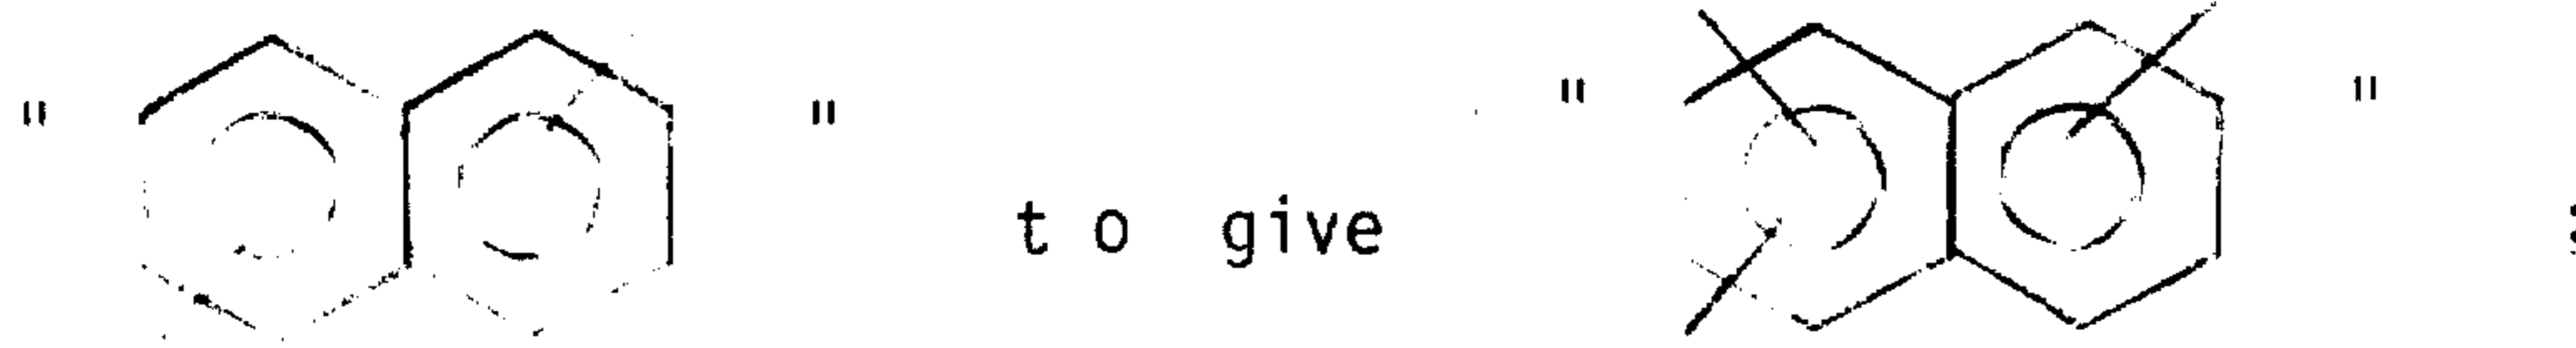 " " to give " " ;